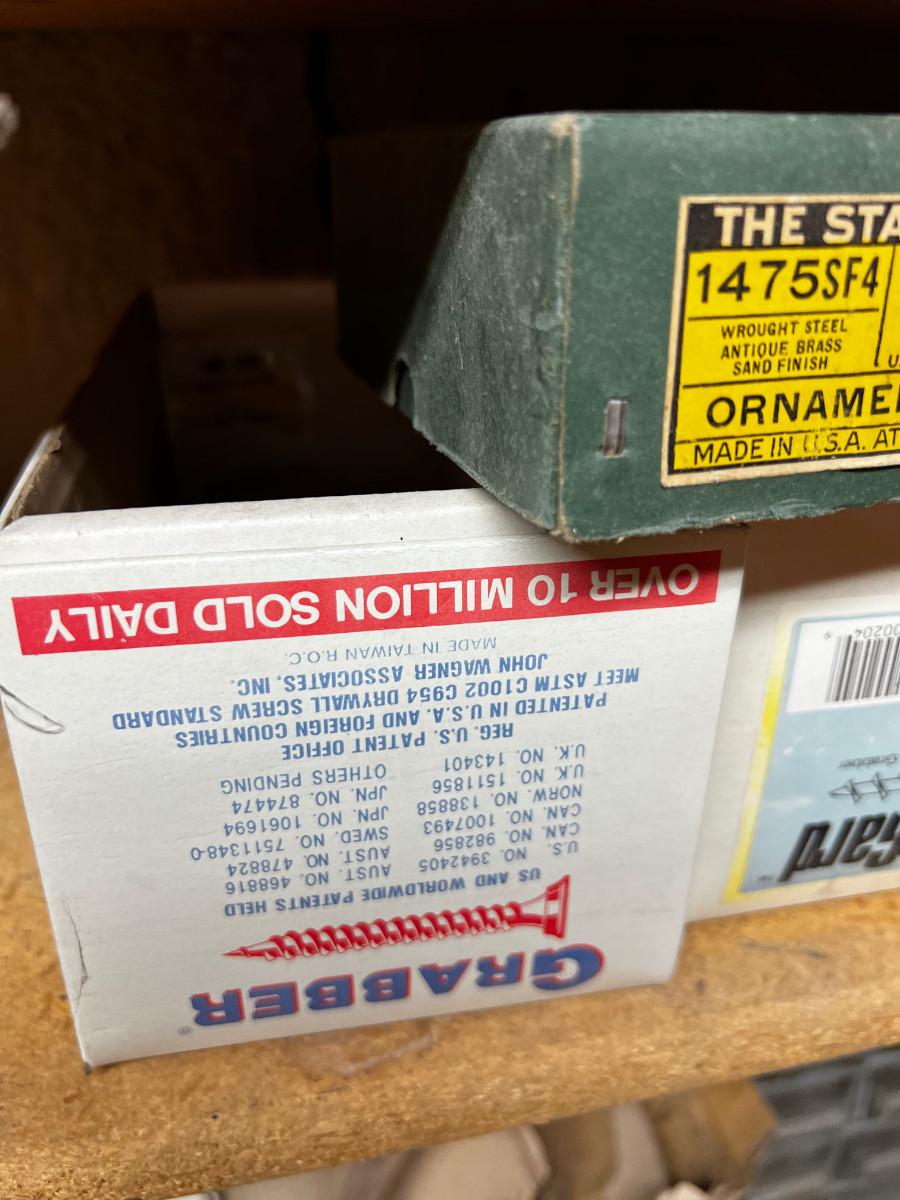 THE STA
1475SF4
WROUGHT STEEL
ANTIQUE BRASS
SAND FINISH
U.
ORNAME
MADE IN U.S.A. AT
GRABBER®
US AND WORLDWIDE PATENTS HELD
U.S. NO. 3942405 AUST. NO. 468816
CAN. NO. 982856 AUST. NO. 478824
CAN. NO. 1007493 SWED. NO. 7511348-0
NORW. NO. 138858 JPN. NO. 1061694
U.K. NO. 1511856 JPN. NO. 874474
U.K. NO. 143401 OTHERS PENDING
REG. U.S. PATENT OFFICE
PATENTED IN U.S.A. AND FOREIGN COUNTRIES
MEET ASTM C1002 C954 DRYWALL SCREW STANDARD
JOHN WAGNER ASSOCIATES, INC.
MADE IN TAIWAN R.O.C.
OVER 10 MILLION SOLD DAILY
Gard™
Grabber
00204 9